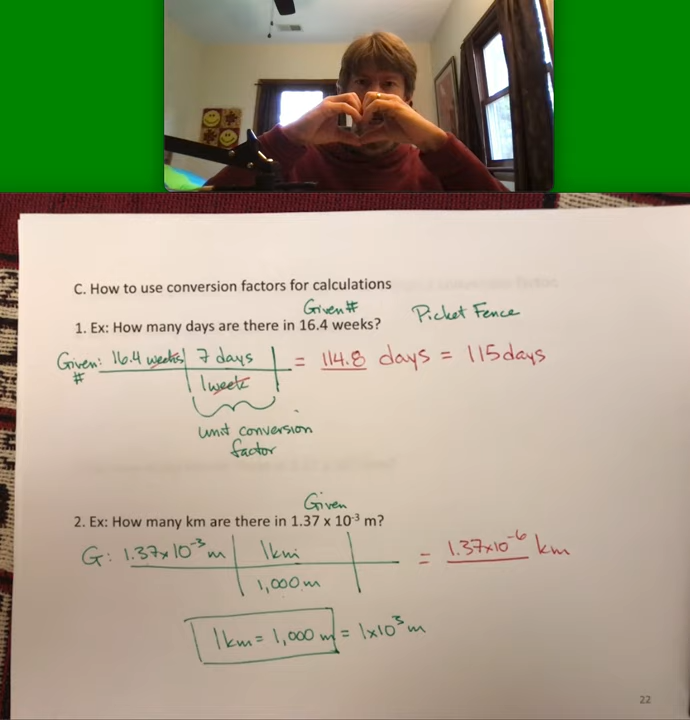 C. How to use conversion factors for calculations
Given#
Picket Fence
1. Ex: How many days are there in 16.4 weeks?
Given: 16.4 weeks 7 days = 114.8 days = 115 days
#
1 week
unit conversion
factor
Given
2. Ex: How many km are there in 1.37 x 10⁻³ m?
G: 1.37x10⁻³ m 1 km = 1.37x10⁻⁶ km
1,000 m
1 km = 1,000 m = 1x10³ m
22